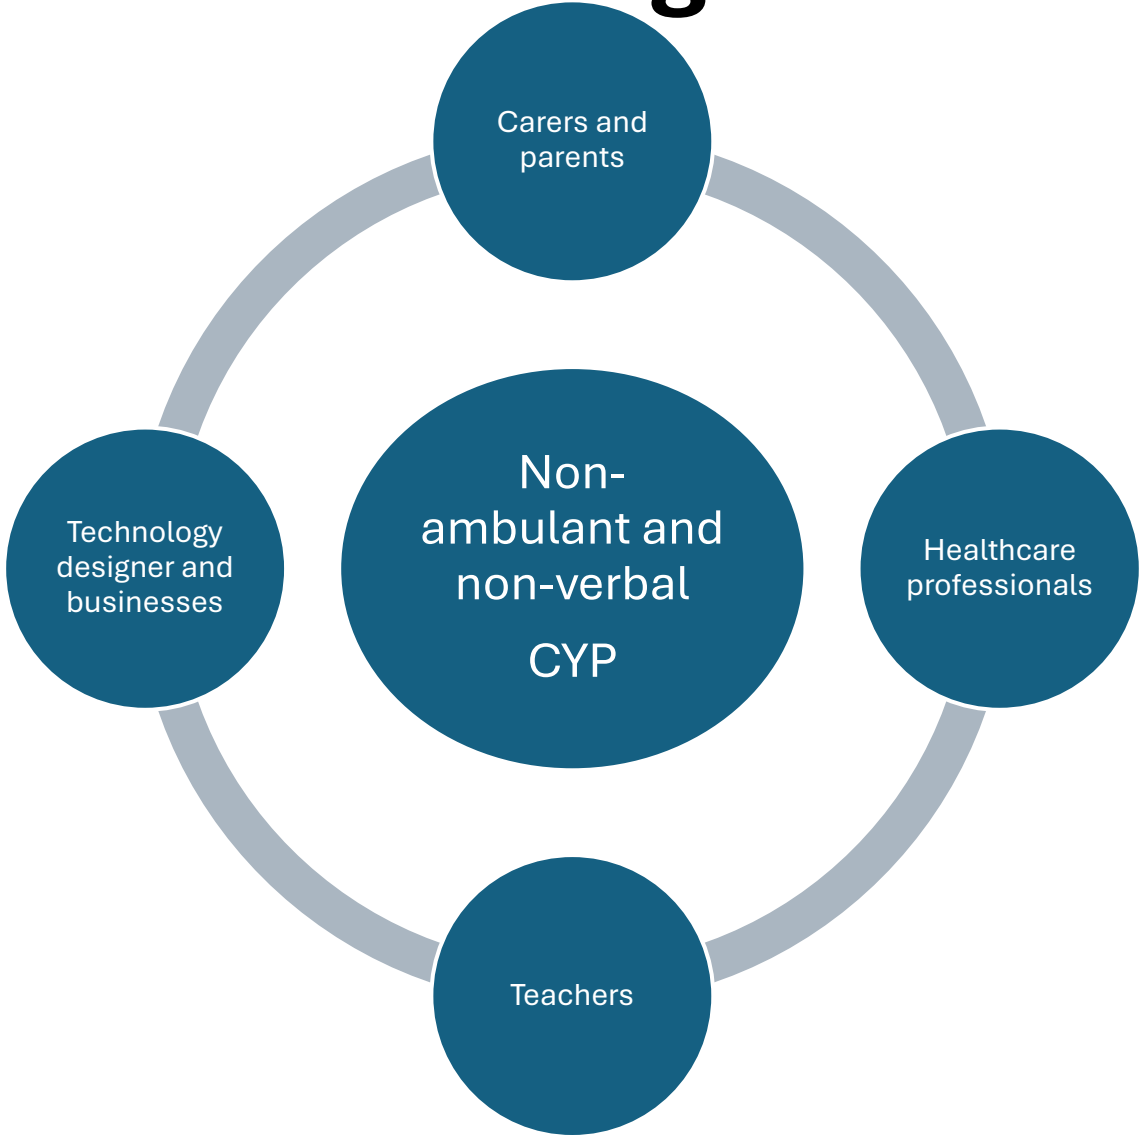 Carers and
parents
Technology
designer and
businesses
Non-
ambulant and
non-verbal
CYP
Healthcare
professionals
Teachers